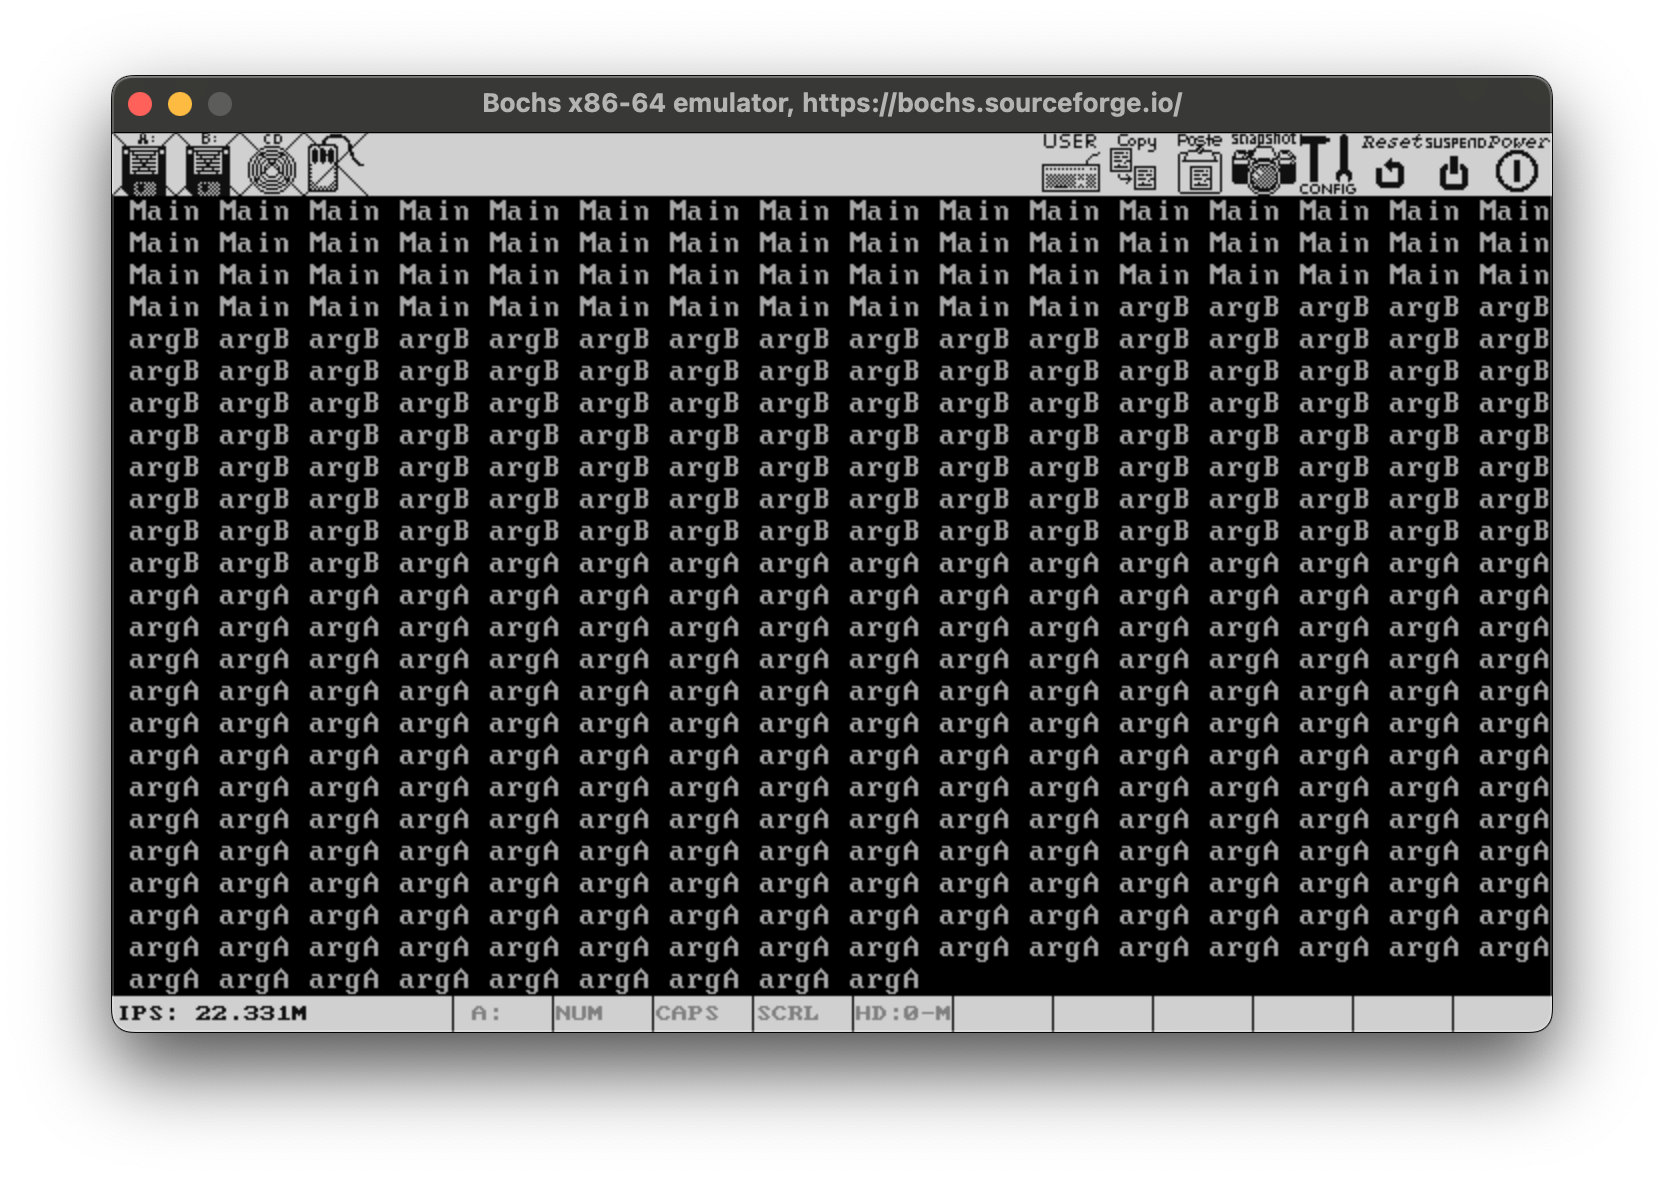 Bochs x86-64 emulator, https://bochs.sourceforge.io/
A: B: CD USER Copy Paste snapshot CONFIG Reset SUSPEND Power
Main Main Main Main Main Main Main Main Main Main Main Main Main Main Main Main
Main Main Main Main Main Main Main Main Main Main Main Main Main Main Main Main
Main Main Main Main Main Main Main Main Main Main Main Main Main Main Main Main
Main Main Main Main Main Main Main Main Main Main Main argB argB argB argB argB
argB argB argB argB argB argB argB argB argB argB argB argB argB argB argB argB
argB argB argB argB argB argB argB argB argB argB argB argB argB argB argB argB
argB argB argB argB argB argB argB argB argB argB argB argB argB argB argB argB
argB argB argB argB argB argB argB argB argB argB argB argB argB argB argB argB
argB argB argB argB argB argB argB argB argB argB argB argB argB argB argB argB
argB argB argB argB argB argB argB argB argB argB argB argB argB argB argB argB
argB argB argB argB argB argB argB argB argB argB argB argB argB argB argB argB
argB argB argB argA argA argA argA argA argA argA argA argA argA argA argA argA
argA argA argA argA argA argA argA argA argA argA argA argA argA argA argA argA
argA argA argA argA argA argA argA argA argA argA argA argA argA argA argA argA
argA argA argA argA argA argA argA argA argA argA argA argA argA argA argA argA
argA argA argA argA argA argA argA argA argA argA argA argA argA argA argA argA
argA argA argA argA argA argA argA argA argA argA argA argA argA argA argA argA
argA argA argA argA argA argA argA argA argA argA argA argA argA argA argA argA
argA argA argA argA argA argA argA argA argA argA argA argA argA argA argA argA
argA argA argA argA argA argA argA argA argA argA argA argA argA argA argA argA
argA argA argA argA argA argA argA argA argA argA argA argA argA argA argA argA
argA argA argA argA argA argA argA argA argA argA argA argA argA argA argA argA
argA argA argA argA argA argA argA argA argA argA argA argA argA argA argA argA
argA argA argA argA argA argA argA argA argA argA argA argA argA argA argA argA
argA argA argA argA argA argA argA argA argA
IPS: 22.331M A: NUM CAPS SCRL HD:0-M